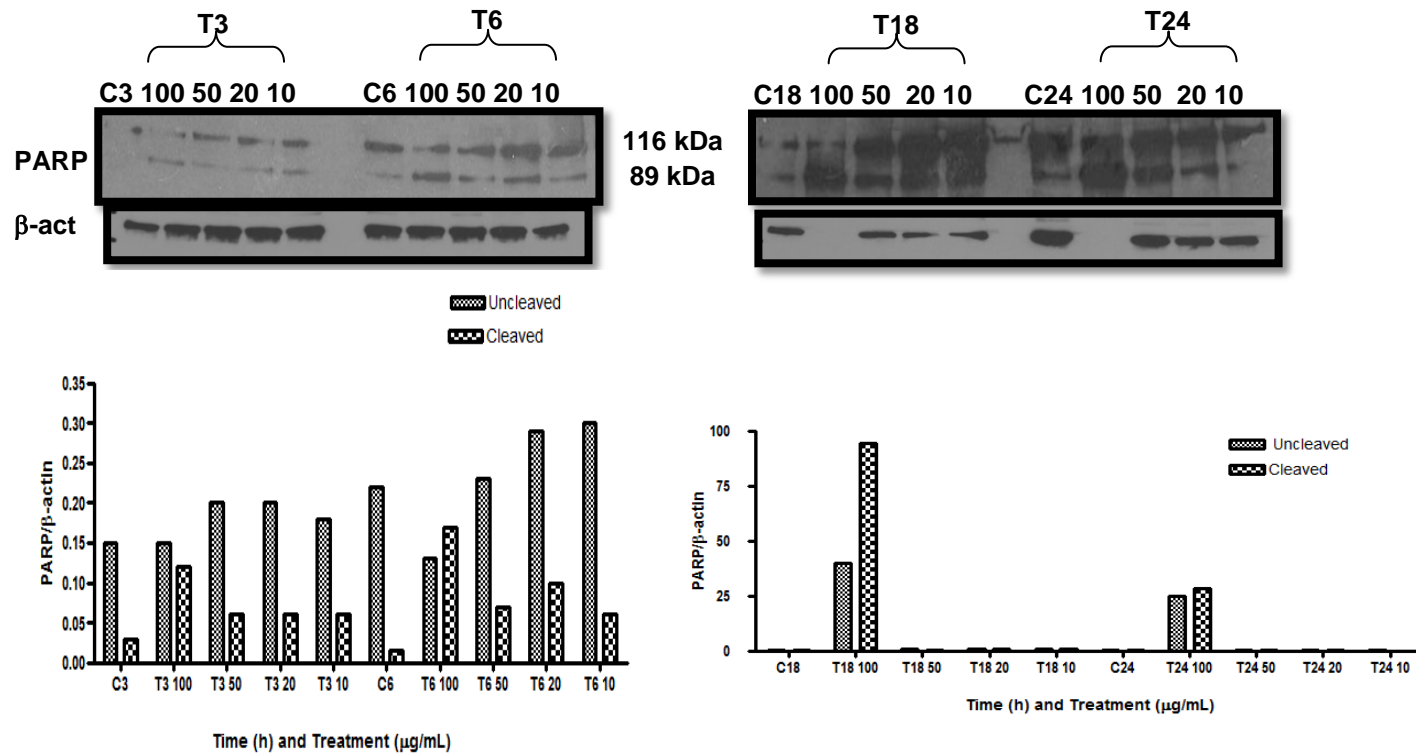 T3
T6
T18
T24
C3 100 50 20 10
C6 100 50 20 10
C18 100 50 20 10
C24 100 50 20 10
PARP
116 kDa
89 kDa
β-act
Uncleaved
Cleaved
0.35
0.30
0.25
0.20
0.15
0.10
0.05
0.00
PARP/β-actin
C3
T3 100
T3 50
T3 20
T3 10
C6
T6 100
T6 50
T6 20
T6 10
Time (h) and Treatment (μg/mL)
Uncleaved
Cleaved
100
75
50
25
0
PARP/β-actin
C18
T18 100
T18 50
T18 20
T18 10
C24
T24 100
T24 50
T24 20
T24 10
Time (h) and Treatment (μg/mL)